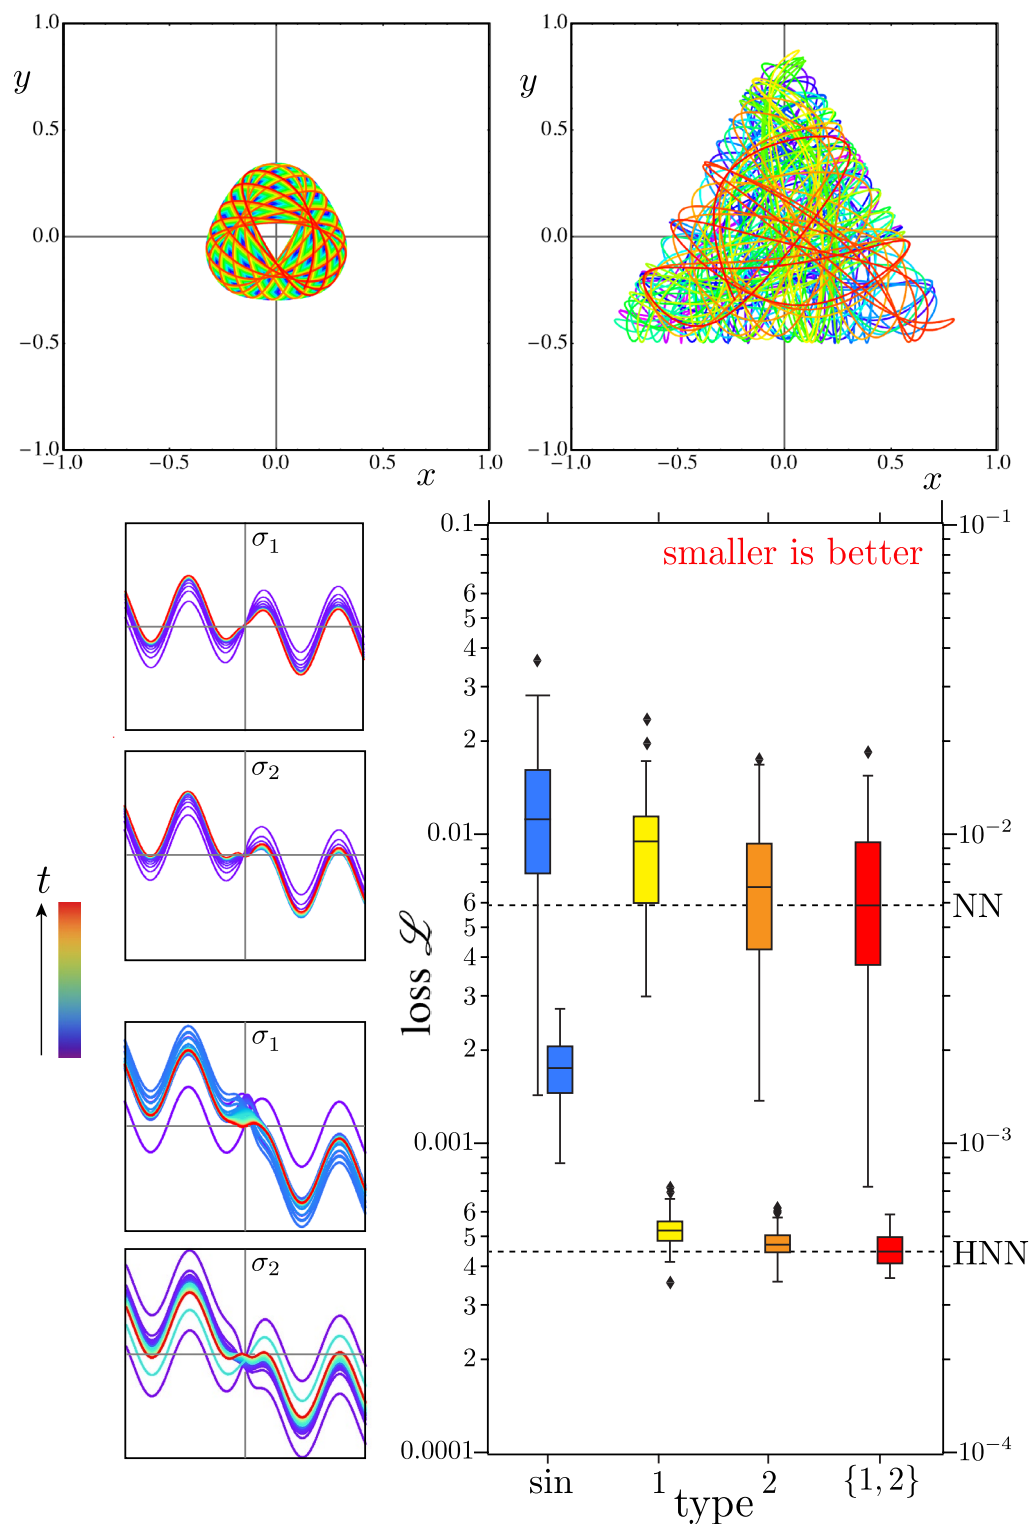 1.0
y
0.5
0.0
−0.5
−1.0
−1.0 −0.5 0.0 0.5 1.0
x
1.0
y
0.5
0.0
−0.5
−1.0
−1.0 −0.5 0.0 0.5 1.0
x
σ1
σ2
t
σ1
σ2
smaller is better
0.1
6
5
4
3
2
0.01
6
5
4
3
2
0.001
6
5
4
3
2
0.0001
loss ℒ
10⁻¹
10⁻²
NN
10⁻³
HNN
10⁻⁴
sin 1 2 {1, 2}
type